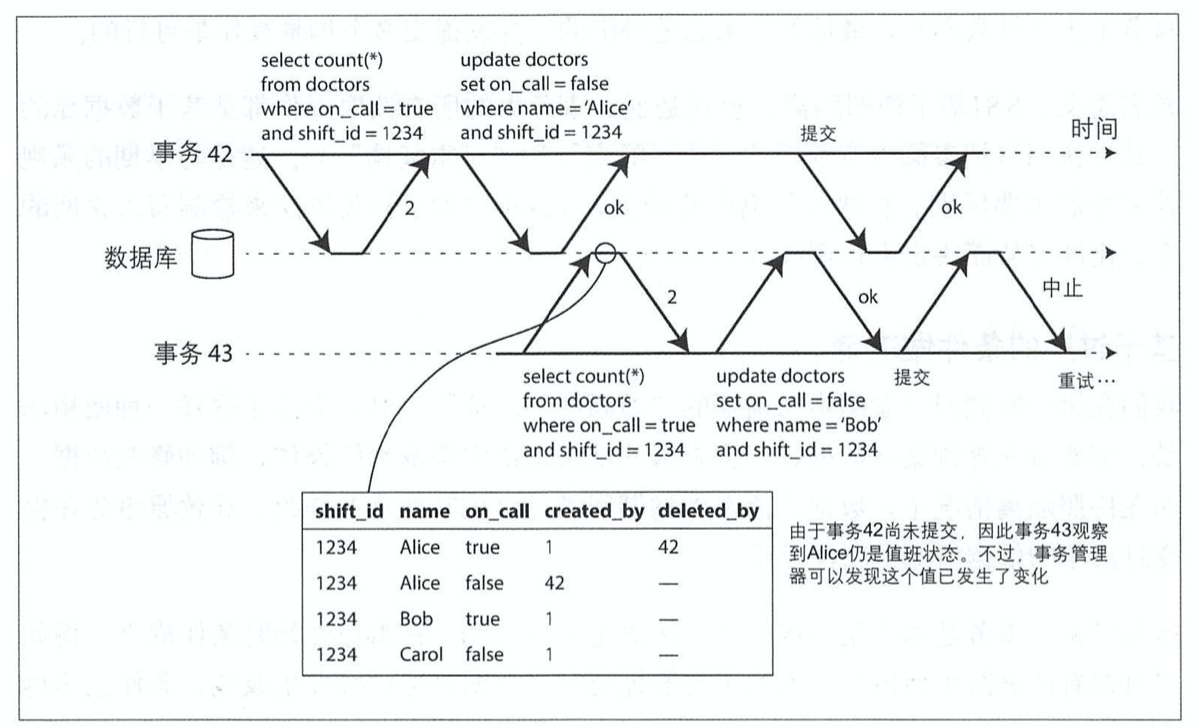 select count(*)
from doctors
where on_call = true
and shift_id = 1234
update doctors
set on_call = false
where name = ‘Alice’
and shift_id = 1234
提交
时间
事务 42
2
ok
ok
数据库
2
ok
中止
事务 43
select count(*)
from doctors
where on_call = true
and shift_id = 1234
update doctors
set on_call = false
where name = ‘Bob’
and shift_id = 1234
提交
重试…
shift_id name on_call created_by deleted_by
1234 Alice true 1 42
1234 Alice false 42 —
1234 Bob true 1 —
1234 Carol false 1 —
由于事务42尚未提交，因此事务43观察
到Alice仍是值班状态。不过，事务管理
器可以发现这个值已发生了变化